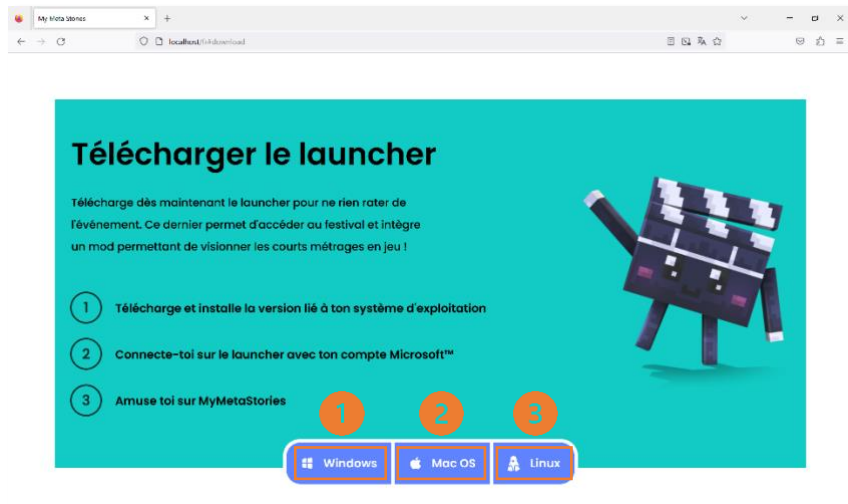 My Meta Stories
localhost/fr#download
Télécharger le launcher
Télécharge dès maintenant le launcher pour ne rien rater de
l'événement. Ce dernier permet d'accéder au festival et intègre
un mod permettant de visionner les courts métrages en jeu !
1 Télécharge et installe la version lié à ton système d'exploitation
2 Connecte-toi sur le launcher avec ton compte Microsoft™
3 Amuse toi sur MyMetaStories
1 2 3
Windows Mac OS Linux